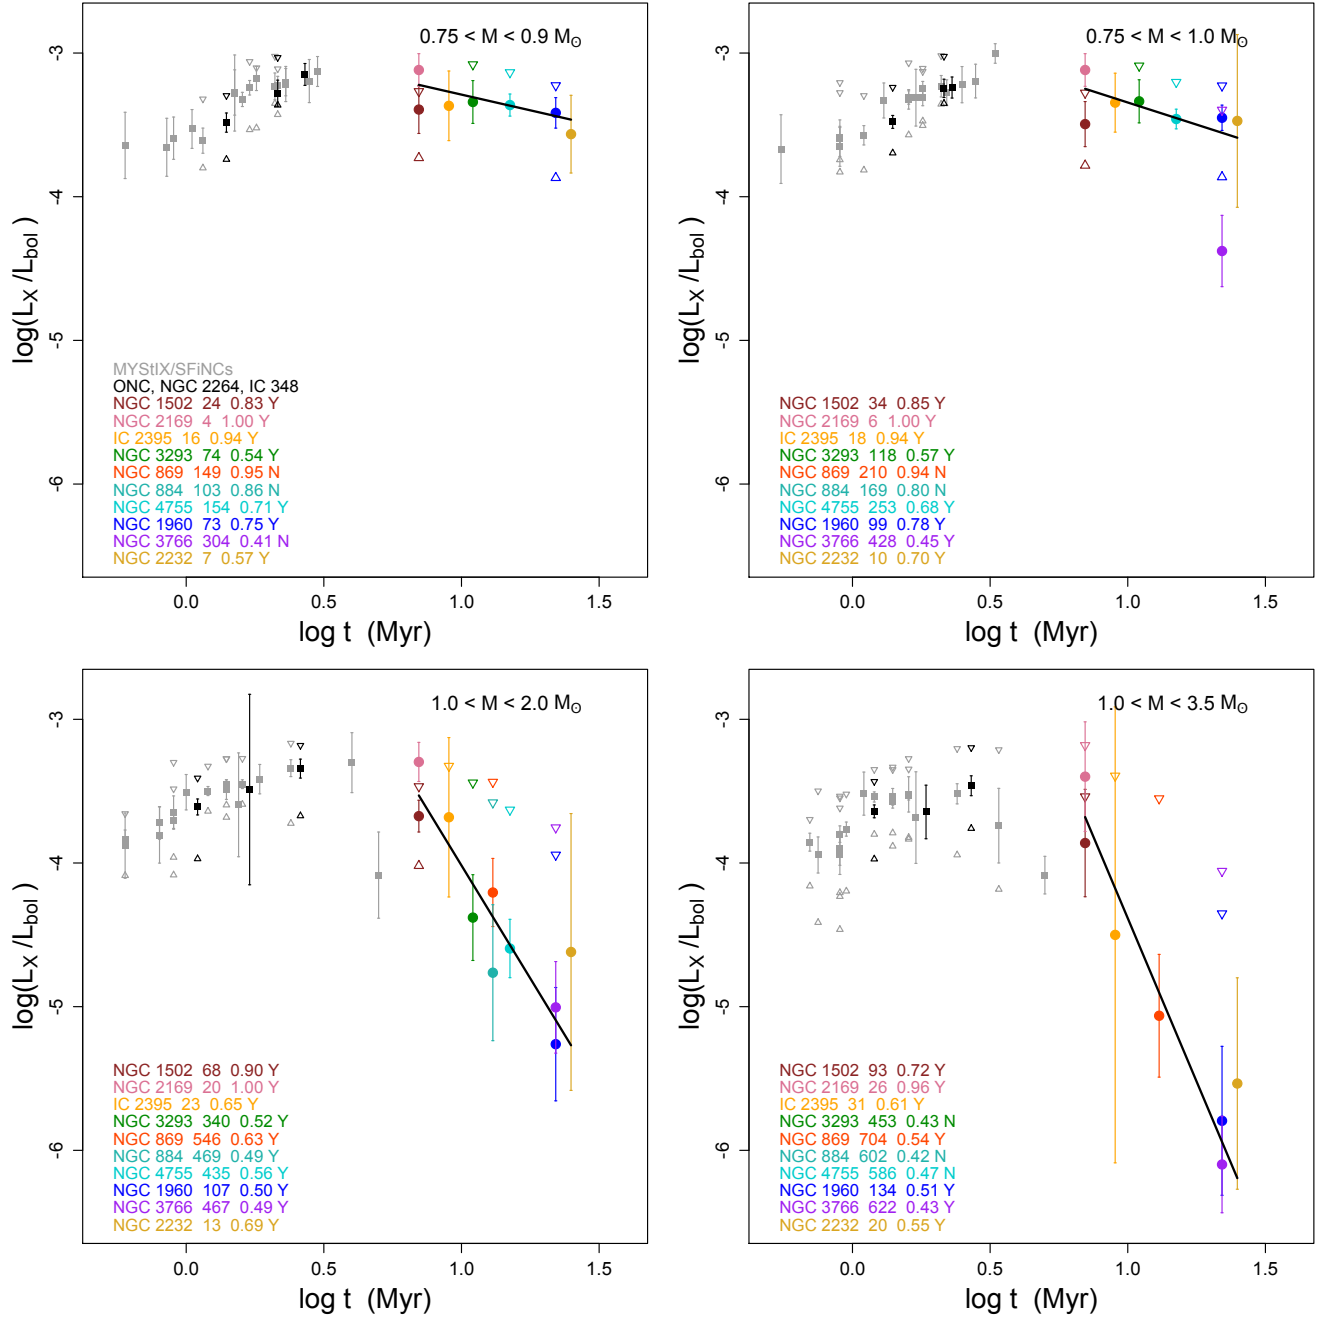 0.75 < M < 0.9 M⊙
-3
-4
-5
-6
log(LX /Lbol )
MYStIX/SFiNCs
ONC, NGC 2264, IC 348
NGC 1502 24 0.83 Y
NGC 2169 4 1.00 Y
IC 2395 16 0.94 Y
NGC 3293 74 0.54 Y
NGC 869 149 0.95 N
NGC 884 103 0.86 N
NGC 4755 154 0.71 Y
NGC 1960 73 0.75 Y
NGC 3766 304 0.41 N
NGC 2232 7 0.57 Y
0.0 0.5 1.0 1.5
log t (Myr)
0.75 < M < 1.0 M⊙
-3
-4
-5
-6
log(LX /Lbol )
NGC 1502 34 0.85 Y
NGC 2169 6 1.00 Y
IC 2395 18 0.94 Y
NGC 3293 118 0.57 Y
NGC 869 210 0.94 N
NGC 884 169 0.80 N
NGC 4755 253 0.68 Y
NGC 1960 99 0.78 Y
NGC 3766 428 0.45 Y
NGC 2232 10 0.70 Y
0.0 0.5 1.0 1.5
log t (Myr)
1.0 < M < 2.0 M⊙
-3
-4
-5
-6
log(LX /Lbol )
NGC 1502 68 0.90 Y
NGC 2169 20 1.00 Y
IC 2395 23 0.65 Y
NGC 3293 340 0.52 Y
NGC 869 546 0.63 Y
NGC 884 469 0.49 Y
NGC 4755 435 0.56 Y
NGC 1960 107 0.50 Y
NGC 3766 467 0.49 Y
NGC 2232 13 0.69 Y
0.0 0.5 1.0 1.5
log t (Myr)
1.0 < M < 3.5 M⊙
-3
-4
-5
-6
log(LX /Lbol )
NGC 1502 93 0.72 Y
NGC 2169 26 0.96 Y
IC 2395 31 0.61 Y
NGC 3293 453 0.43 N
NGC 869 704 0.54 Y
NGC 884 602 0.42 N
NGC 4755 586 0.47 N
NGC 1960 134 0.51 Y
NGC 3766 622 0.43 Y
NGC 2232 20 0.55 Y
0.0 0.5 1.0 1.5
log t (Myr)